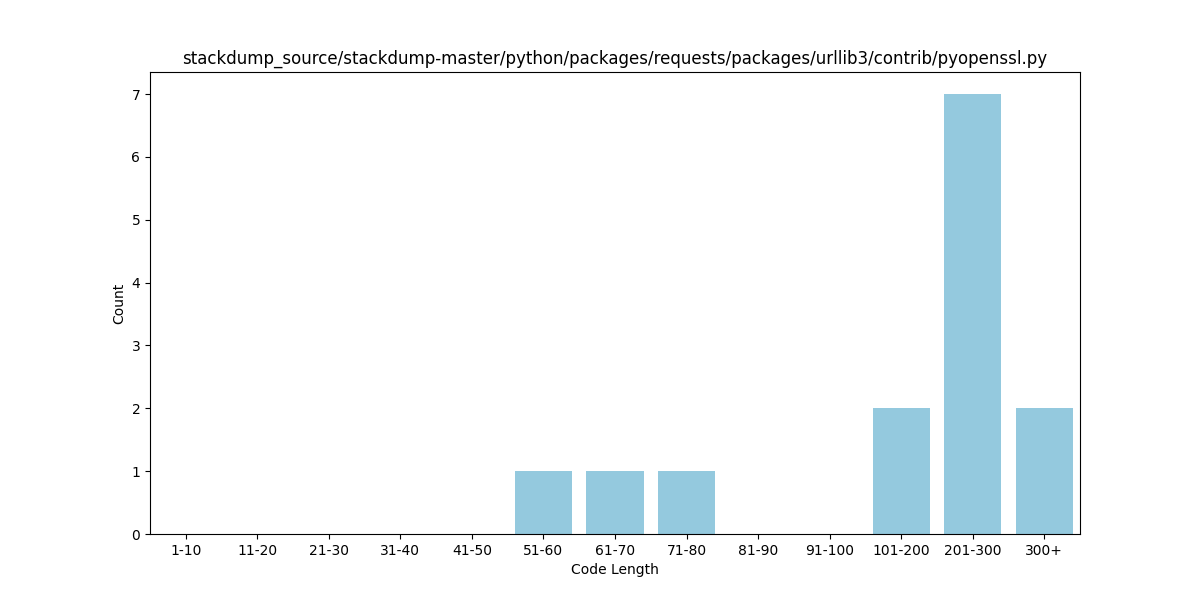 stackdump_source/stackdump-master/python/packages/requests/packages/urllib3/contrib/pyopenssl.py
7
6
5
4
3
2
1
0
Count
1-10 11-20 21-30 31-40 41-50 51-60 61-70 71-80 81-90 91-100 101-200 201-300 300+
Code Length